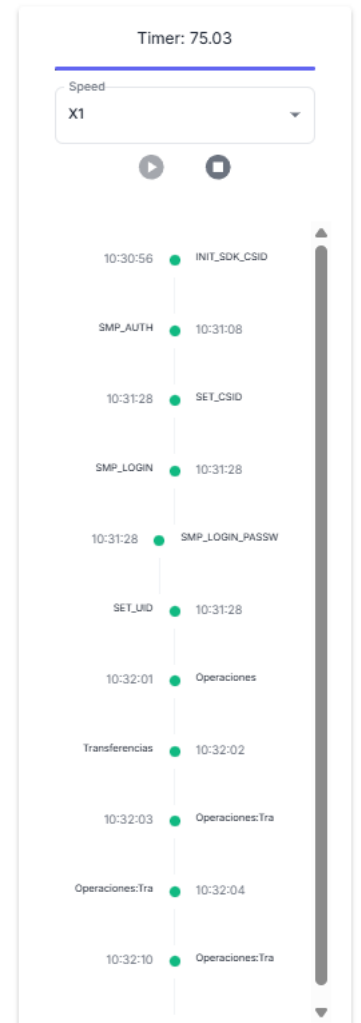 Timer: 75.03
Speed
X1
10:30:56 INIT_SDK_CSID
SMP_AUTH 10:31:08
10:31:28 SET_CSID
SMP_LOGIN 10:31:28
10:31:28 SMP_LOGIN_PASSW
SET_UID 10:31:28
10:32:01 Operaciones
Transferencias 10:32:02
10:32:03 Operaciones:Tra
Operaciones:Tra 10:32:04
10:32:10 Operaciones:Tra